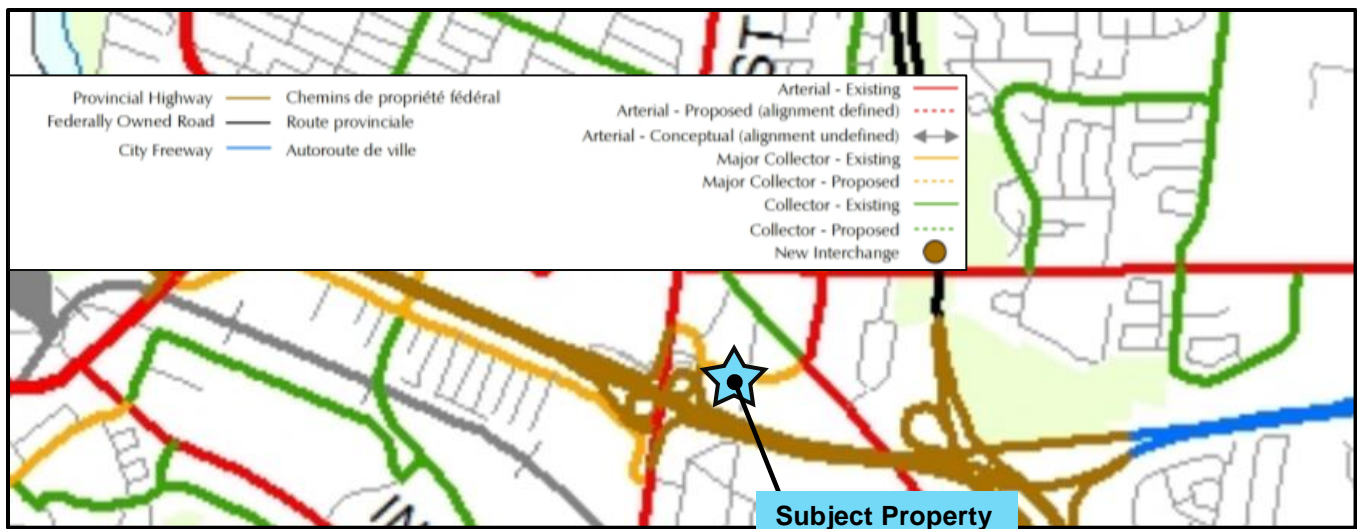 ST
Provincial Highway Chemins de propriété fédéral
Federally Owned Road Route provinciale
City Freeway Autoroute de ville
Arterial - Existing
Arterial - Proposed (alignment defined)
Arterial - Conceptual (alignment undefined)
Major Collector - Existing
Major Collector - Proposed
Collector - Existing
Collector - Proposed
New Interchange
IN
Subject Property